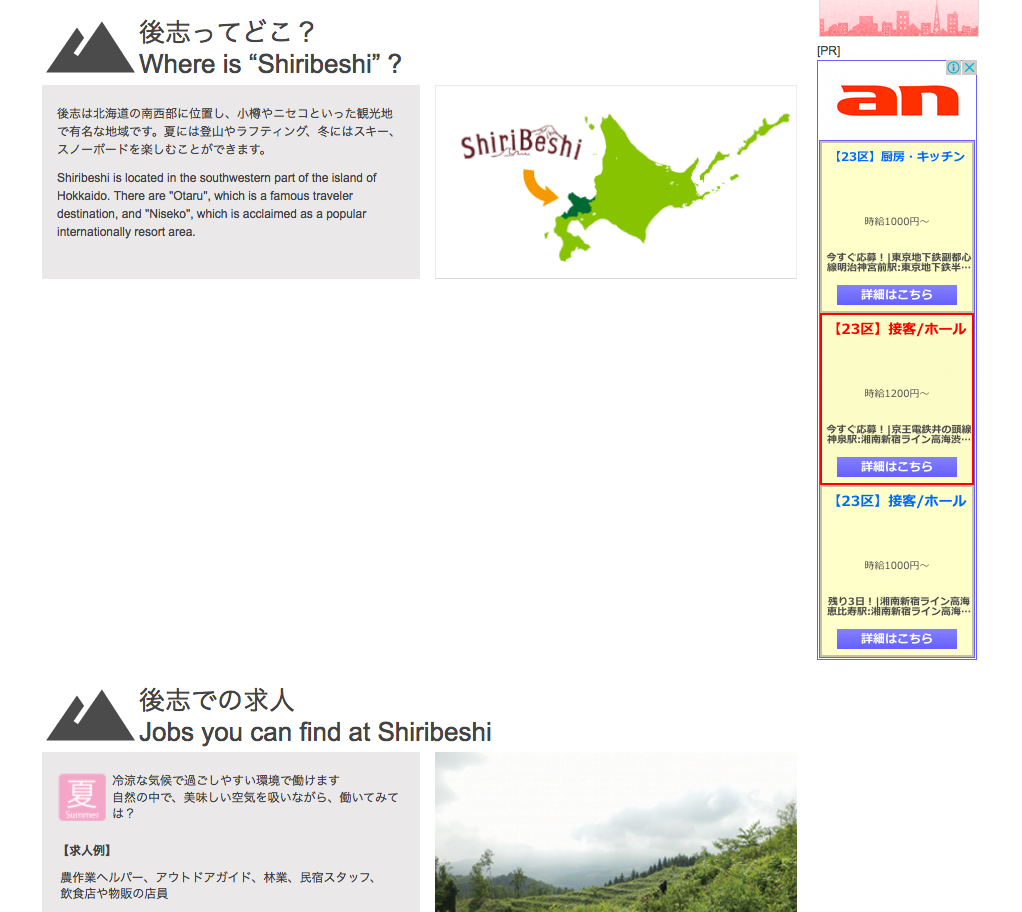 後志ってどこ？
Where is “Shiribeshi” ?
後志は北海道の南西部に位置し、小樽やニセコといった観光地
で有名な地域です。夏には登山やラフティング、冬にはスキー、
スノーボードを楽しむことができます。
Shiribeshi is located in the southwestern part of the island of
Hokkaido. There are "Otaru", which is a famous traveler
destination, and "Niseko", which is acclaimed as a popular
internationally resort area.
ShiriBeshi
後志での求人
Jobs you can find at Shiribeshi
夏
Summer
冷涼な気候で過ごしやすい環境で働けます
自然の中で、美味しい空気を吸いながら、働いてみて
は？
【求人例】
農作業ヘルパー、アウトドアガイド、林業、民宿スタッフ、
飲食店や物販の店員
[PR]
an
【23区】厨房・キッチン
時給1000円～
今すぐ応募！|東京地下鉄副都心
線明治神宮前駅:東京地下鉄半…
詳細はこちら
【23区】接客/ホール
時給1200円～
今すぐ応募！|京王電鉄井の頭線
神泉駅:湘南新宿ライン高海渋…
詳細はこちら
【23区】接客/ホール
時給1000円～
残り3日！|湘南新宿ライン高海
恵比寿駅:湘南新宿ライン高海…
詳細はこちら